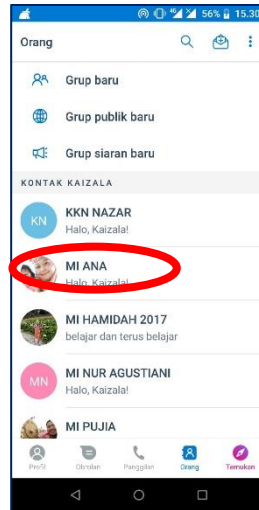 56% 15.30
Orang
Grup baru
Grup publik baru
Grup siaran baru
KONTAK KAIZALA
KN
KKN NAZAR
Halo, Kaizala!
MI ANA
Halo, Kaizala!
MI HAMIDAH 2017
belajar dan terus belajar
MN
MI NUR AGUSTIANI
Halo, Kaizala!
MI PUJIA
Profil Obrolan Panggilan Orang Temukan